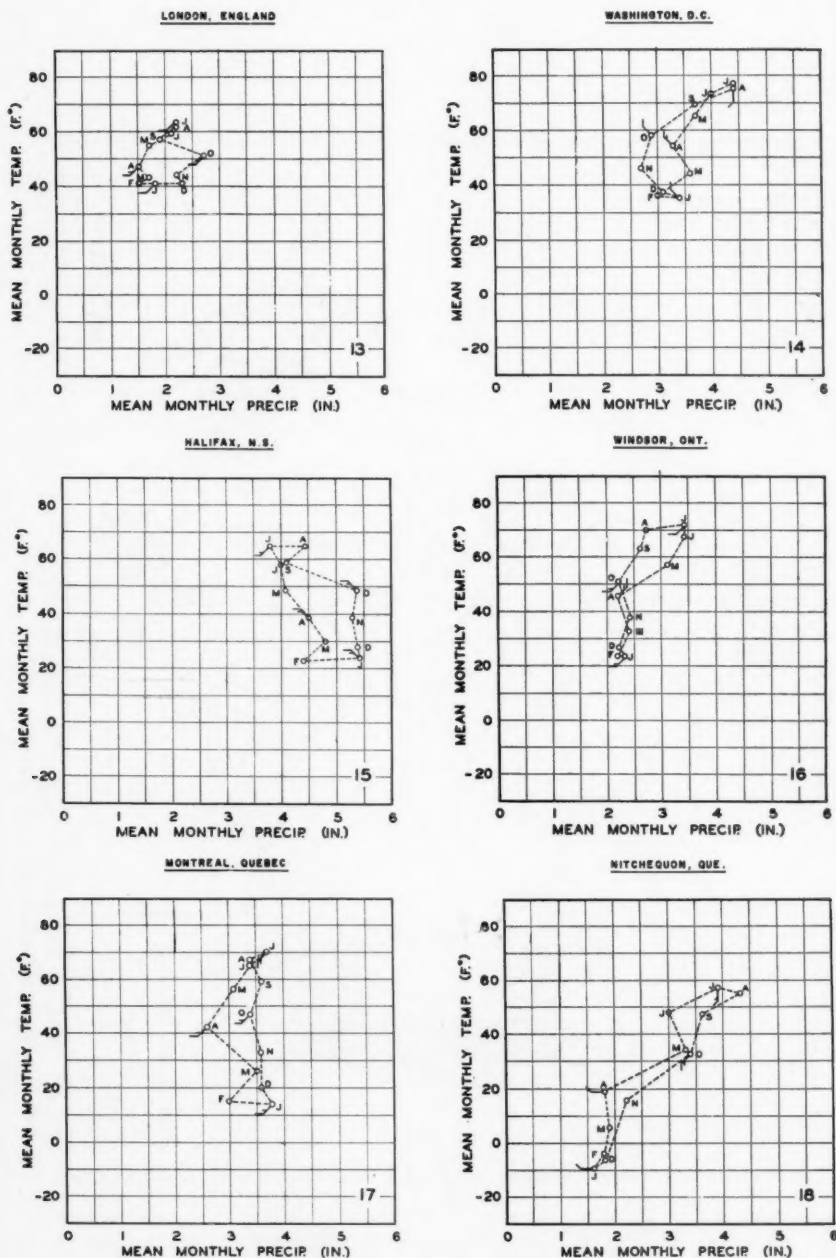 LONDON, ENGLAND
MEAN MONTHLY TEMP. (F.°)
80
60
40
20
0
-20
J
A
S
J
M
O
A
M
N
F
J
D
13
0 1 2 3 4 5 6
MEAN MONTHLY PRECIP. (IN.)
WASHINGTON, D.C.
MEAN MONTHLY TEMP. (F.°)
80
60
40
20
0
-20
J
A
J
S
M
O
A
N
M
D
F
J
14
0 1 2 3 4 5 6
MEAN MONTHLY PRECIP. (IN.)
HALIFAX, N.S.
MEAN MONTHLY TEMP. (F.°)
80
60
40
20
0
-20
J
A
J
S
M
O
A
N
M
D
F
J
15
0 1 2 3 4 5 6
MEAN MONTHLY PRECIP. (IN.)
WINDSOR, ONT.
MEAN MONTHLY TEMP. (F.°)
80
60
40
20
0
-20
J
A
J
S
M
O
A
N
M
D
F
J
16
0 1 2 3 4 5 6
MEAN MONTHLY PRECIP. (IN.)
MONTREAL, QUEBEC
MEAN MONTHLY TEMP. (F.°)
80
60
40
20
0
-20
J
A
J
S
M
O
A
N
M
D
F
J
17
0 1 2 3 4 5 6
MEAN MONTHLY PRECIP. (IN.)
NITCHEQUON, QUE.
MEAN MONTHLY TEMP. (F.°)
80
60
40
20
0
-20
J
A
J
S
M
O
A
N
M
F
J
18
0 1 2 3 4 5 6
MEAN MONTHLY PRECIP. (IN.)